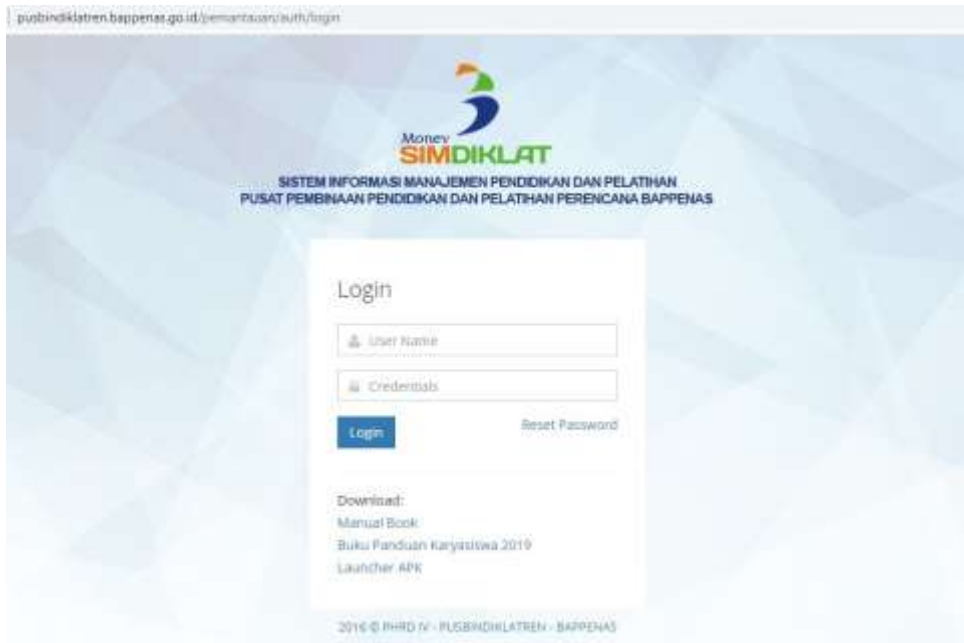 pusbindiklatren.bappenas.go.id/pemantauan/auth/login
Monev
SIMDIKLAT
SISTEM INFORMASI MANAJEMEN PENDIDIKAN DAN PELATIHAN
PUSAT PEMBINAAN PENDIDIKAN DAN PELATIHAN PERENCANA BAPPENAS
Login
User Name
Credentials
Login
Reset Password
Download:
Manual Book
Buku Panduan Karyasiswa 2019
Launcher APK
2016 © PHRD IV - PUSBINDIKLATREN - BAPPENAS